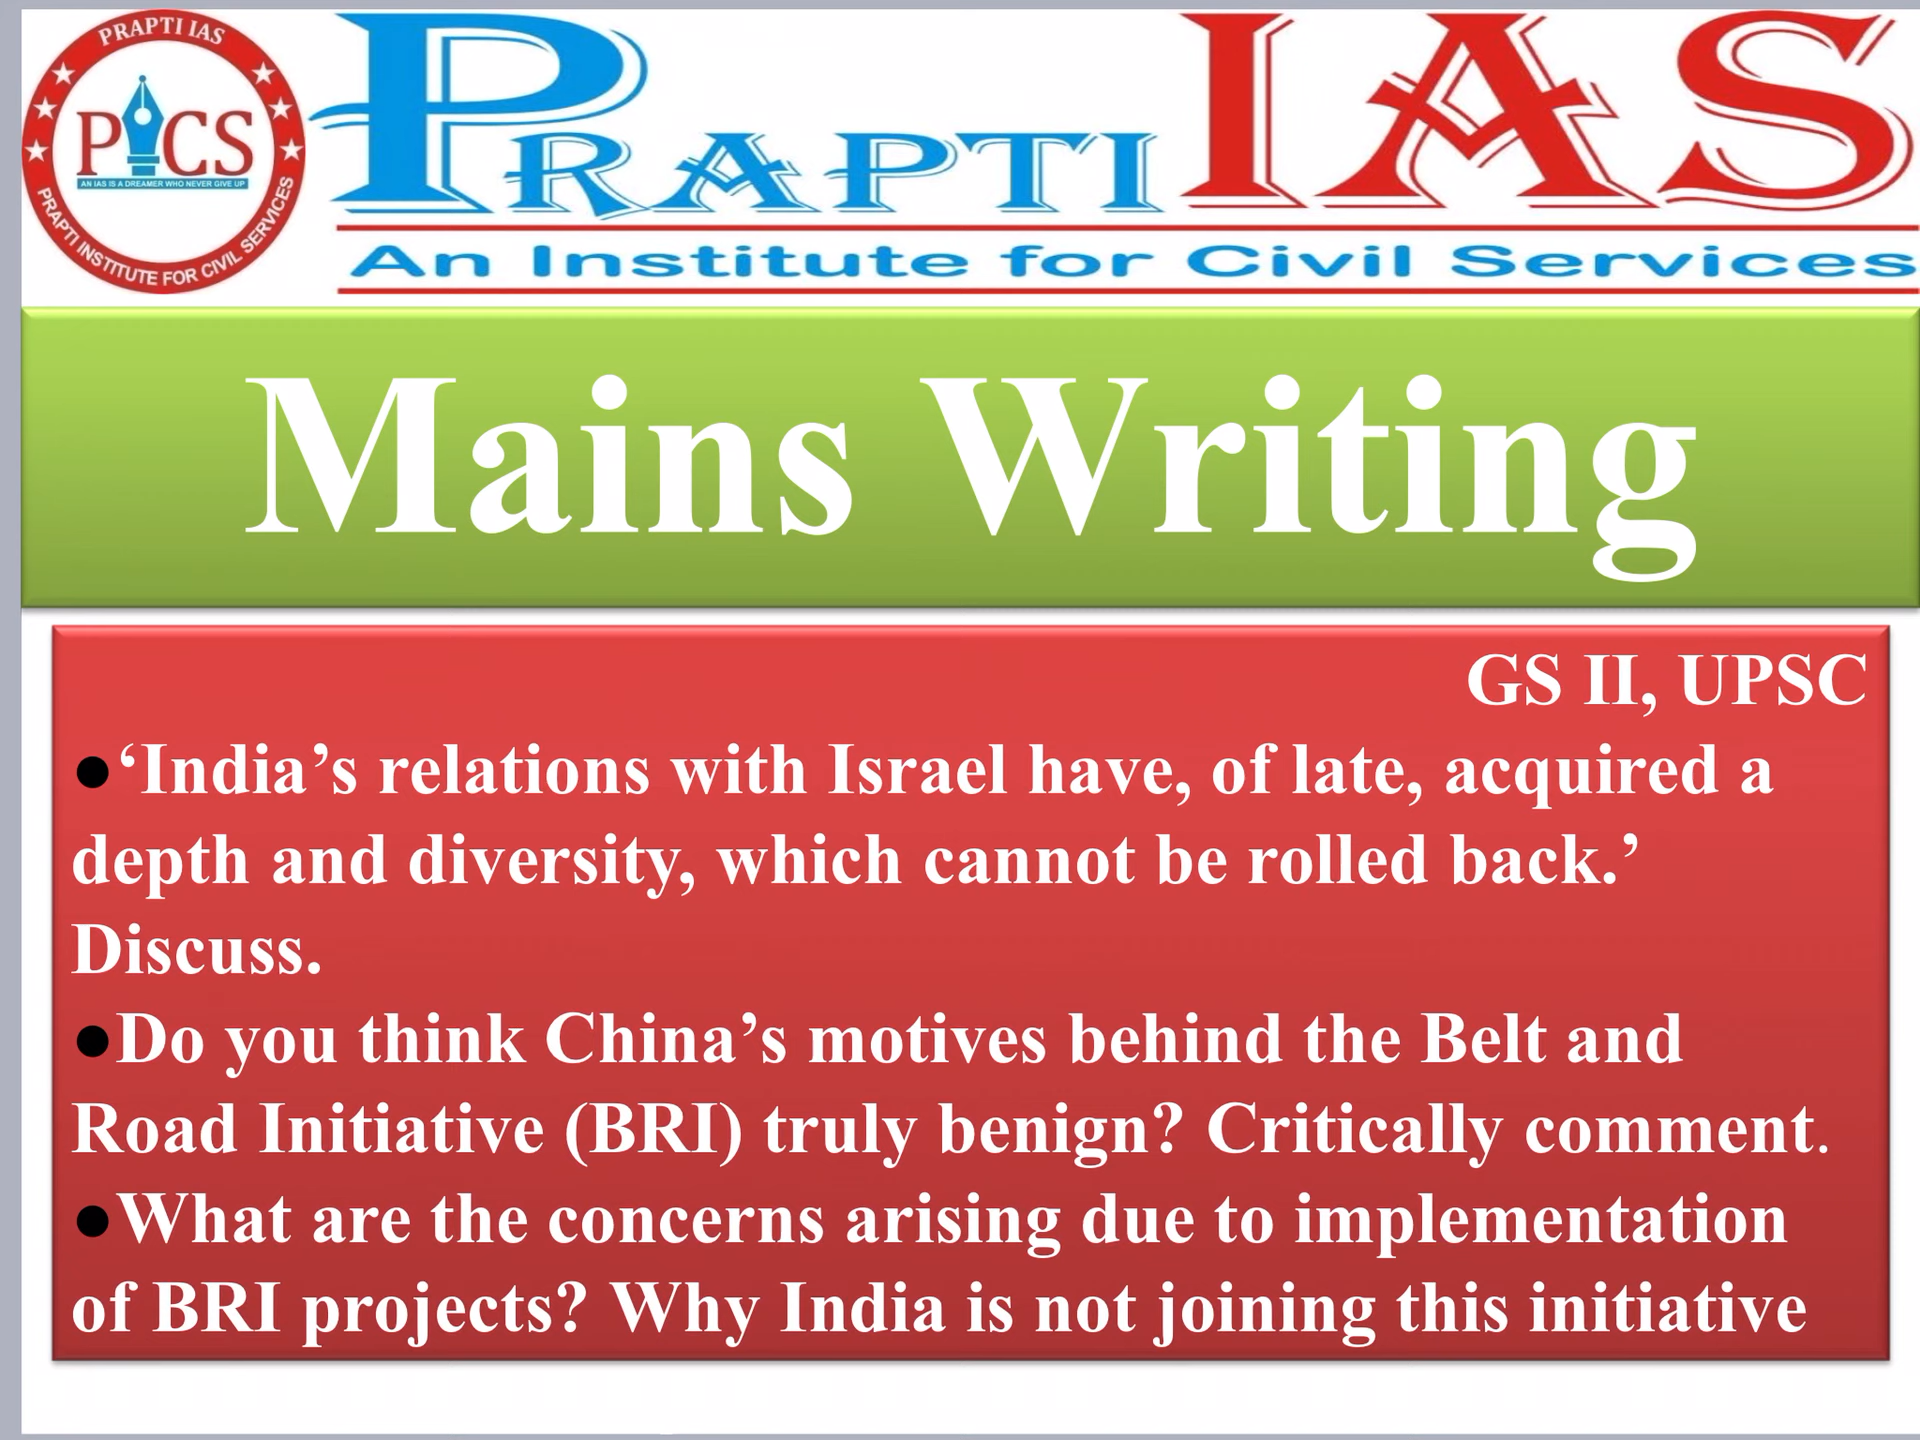 PRAPTI IAS
PICS
AN IAS IS A DREAMER WHO NEVER GIVE UP
PRAPTI INSTITUTE FOR CIVIL SERVICES
PRAPTI IAS
An Institute for Civil Services
Mains Writing
GS II, UPSC
●‘India’s relations with Israel have, of late, acquired a
depth and diversity, which cannot be rolled back.’
Discuss.
●Do you think China’s motives behind the Belt and
Road Initiative (BRI) truly benign? Critically comment.
●What are the concerns arising due to implementation
of BRI projects? Why India is not joining this initiative